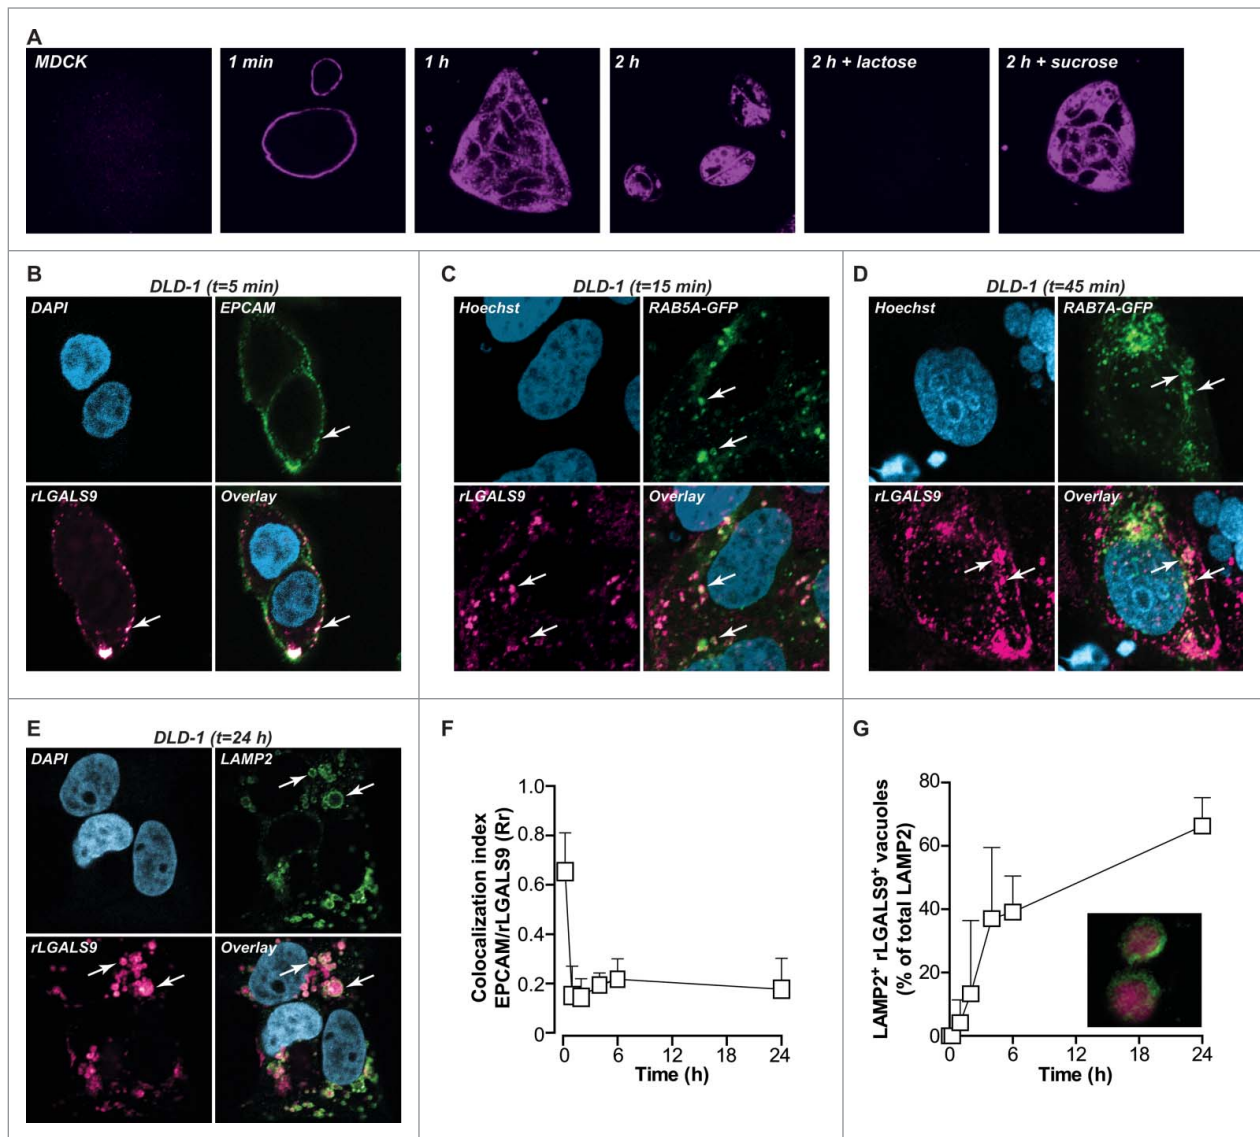 A
MDCK
1 min
1 h
2 h
2 h + lactose
2 h + sucrose
B
DLD-1 (t=5 min)
DAPI
EPCAM
rLGALS9
Overlay
C
DLD-1 (t=15 min)
Hoechst
RAB5A-GFP
rLGALS9
Overlay
D
DLD-1 (t=45 min)
Hoechst
RAB7A-GFP
rLGALS9
Overlay
E
DLD-1 (t=24 h)
DAPI
LAMP2
rLGALS9
Overlay
F
Colocalization index
EPCAM/rLGALS9 (Rr)
1.0
0.8
0.6
0.4
0.2
0
0
6
12
18
24
Time (h)
G
LAMP2⁺ rLGALS9⁺ vacuoles
(% of total LAMP2)
80
60
40
20
0
0
6
12
18
24
Time (h)